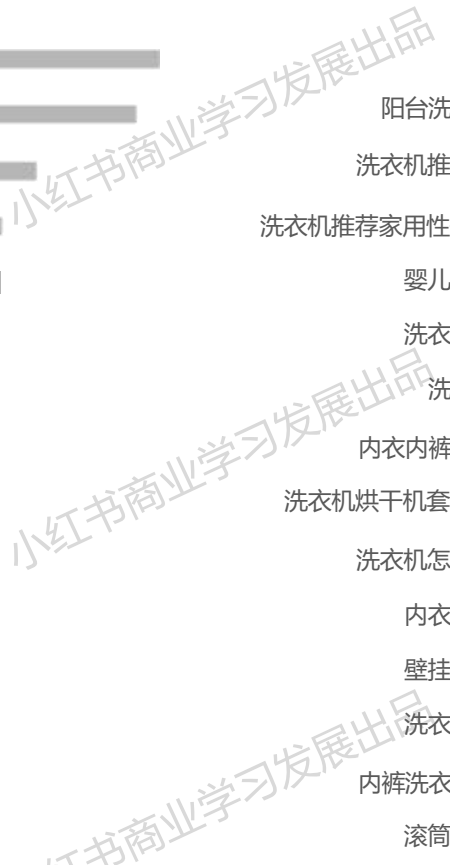 小红书商业学习发展出品
阳台洗
洗衣机推
洗衣机推荐家用性
婴儿
洗衣
小红书商业学习发展出品
洗
内衣内裤
洗衣机烘干机套
洗衣机怎
内衣
壁挂
小红书商业学习发展出品
洗衣
内裤洗衣
滚筒